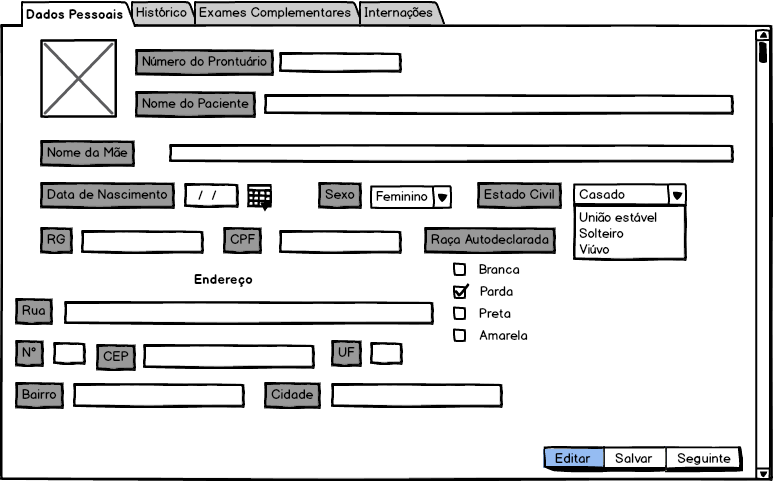 Dados Pessoais
Histórico
Exames Complementares
Internações
Número do Prontuário
Nome do Paciente
Nome da Mãe
Data de Nascimento
/ /
Sexo
Feminino
Estado Civil
Casado
União estável
Solteiro
Viúvo
RG
CPF
Raça Autodeclarada
Branca
Parda
Preta
Amarela
Endereço
Rua
Nº
CEP
UF
Bairro
Cidade
Editar
Salvar
Seguinte